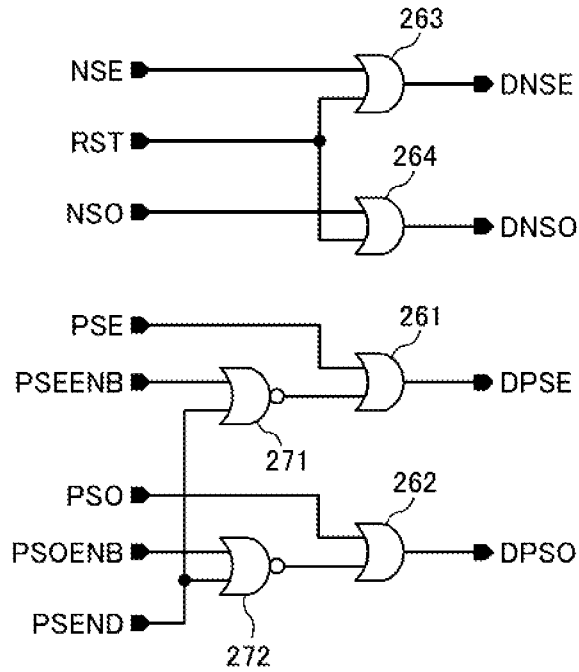 263
NSE
DNSE
RST
264
NSO
DNSO
PSE
261
PSEENB
DPSE
271
PSO
262
PSOENB
DPSO
PSEND
272